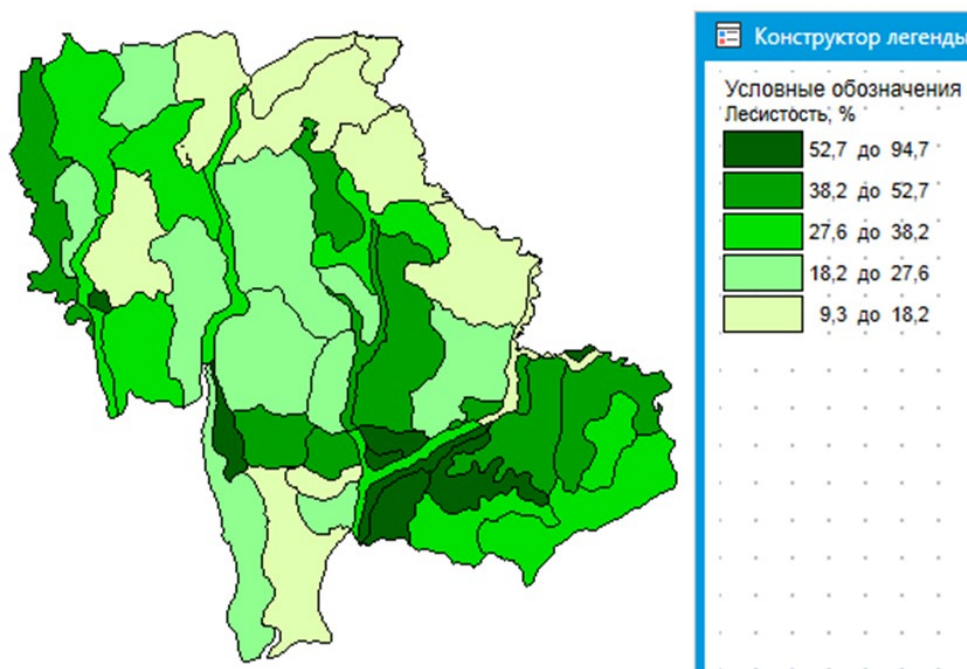 Конструктор легенды
Условные обозначения
Лесистость, %
52,7 до 94,7
38,2 до 52,7
27,6 до 38,2
18,2 до 27,6
9,3 до 18,2